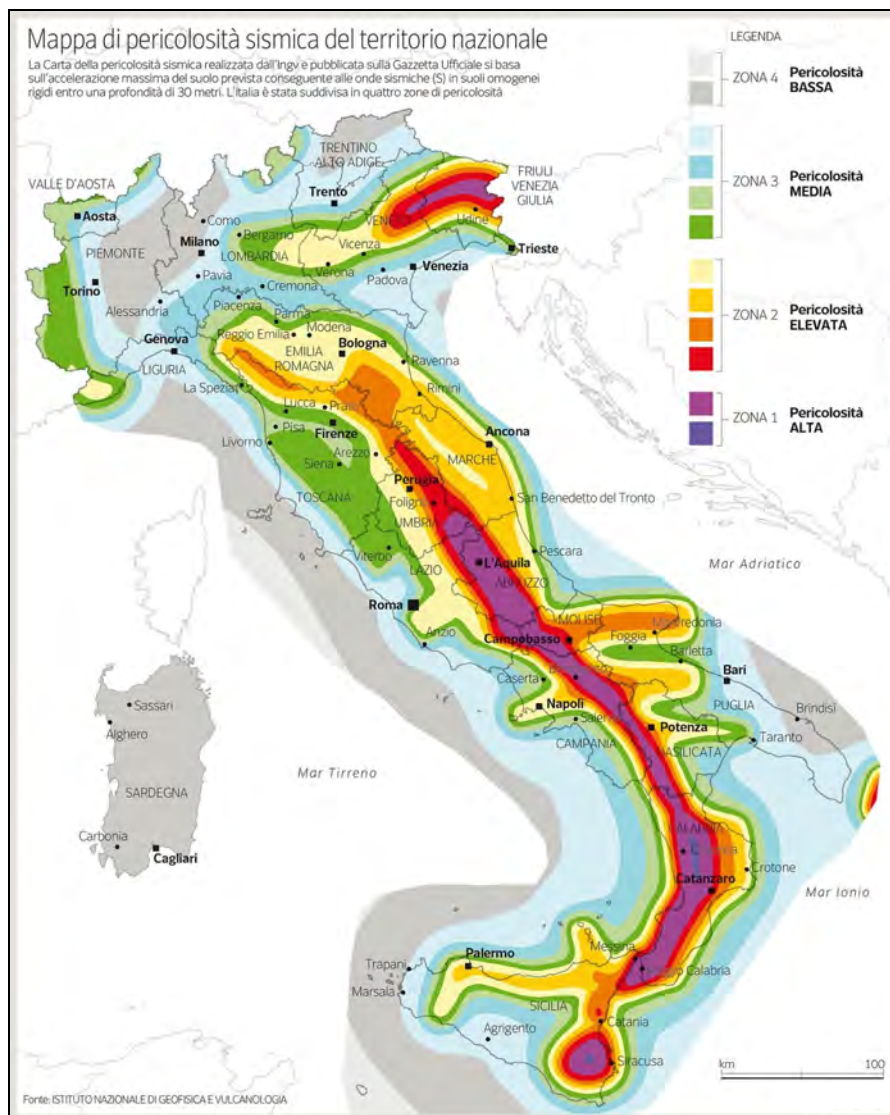 Mappa di pericolosità sismica del territorio nazionale
La Carta della pericolosità sismica realizzata dall'Ingv e pubblicata sulla Gazzetta Ufficiale si basa
sull'accelerazione massima del suolo prevista conseguente alle onde sismiche (S) in suoli omogenei
rigidi entro una profondità di 30 metri. L'Italia è stata suddivisa in quattro zone di pericolosità
LEGENDA
ZONA 4
Pericolosità
BASSA
ZONA 3
Pericolosità
MEDIA
ZONA 2
Pericolosità
ELEVATA
ZONA 1
Pericolosità
ALTA
TRENTINO
ALTO ADIGE
FRIULI
VENEZIA
GIULIA
VALLE D'AOSTA
Trento
Aosta
Como
Udine
Bergamo
Trieste
PIEMONTE
Milano
LOMBARDIA
Vicenza
Verona
Venezia
Padova
Torino
Pavia
Cremona
Alessandria
Piacenza
Parma
Reggio Emilia
Modena
Genova
EMILIA
ROMAGNA
Bologna
LIGURIA
Ravenna
La Spezia
Rimini
Lucca
Prato
Pisa
Firenze
Ancona
Livorno
Arezzo
MARCHE
Siena
Perugia
TOSCANA
Foligno
San Benedetto del Tronto
UMBRIA
Viterbo
Pescara
LAZIO
L'Aquila
ABRUZZO
Mar Adriatico
Roma
MOLISE
Anzio
Campobasso
Foggia
Barletta
Caserta
Bari
Napoli
PUGLIA
Sassari
Brindisi
Salerno
Potenza
Alghero
CAMPANIA
Taranto
Mar Tirreno
SARDEGNA
Carbonia
Cagliari
Crotone
Catanzaro
Mar Ionio
Messina
Palermo
Trapani
Reggio Calabria
Marsala
SICILIA
Catania
Agrigento
Siracusa
km
100
Fonte: ISTITUTO NAZIONALE DI GEOFISICA E VULCANOLOGIA